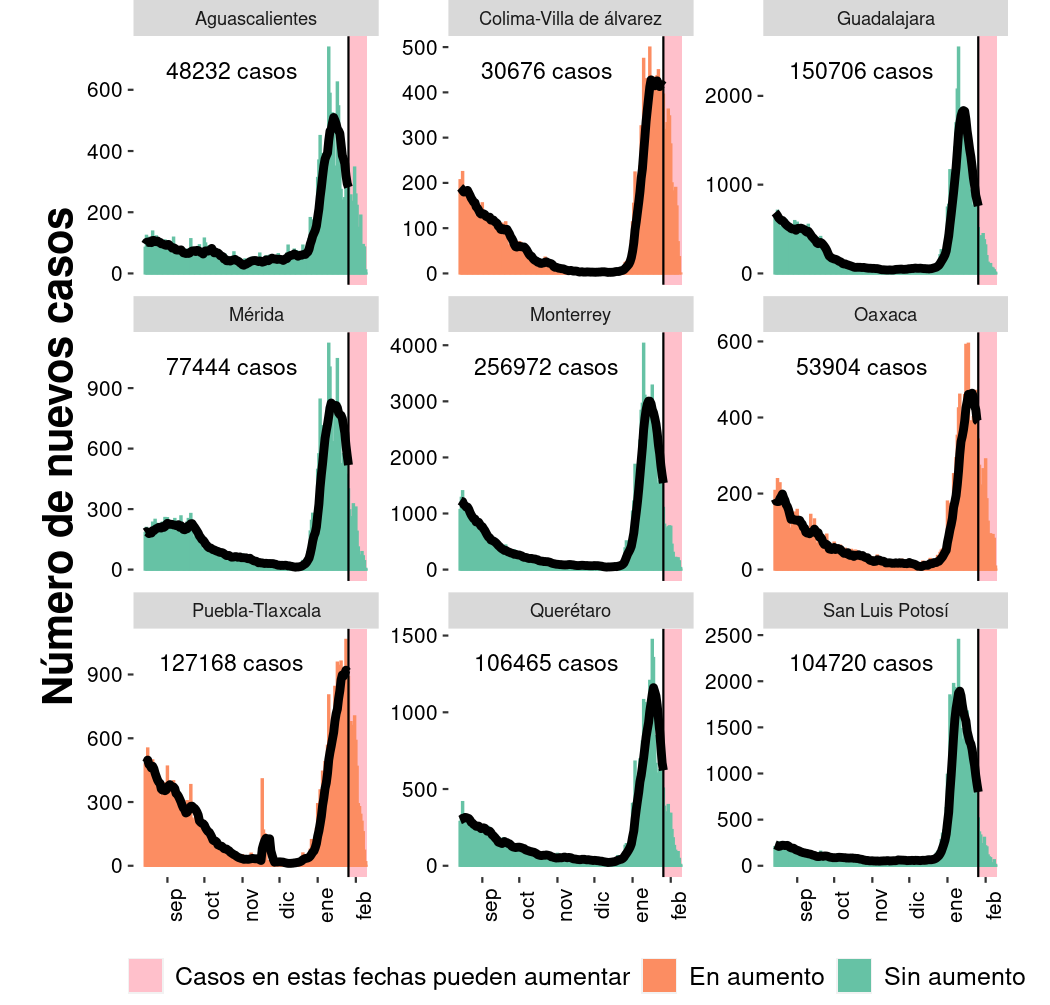 Número de nuevos casos
Aguascalientes
48232 casos
600
400
200
0
Colima-Villa de álvarez
30676 casos
500
400
300
200
100
0
Guadalajara
150706 casos
2000
1000
0
Mérida
77444 casos
900
600
300
0
Monterrey
256972 casos
4000
3000
2000
1000
0
Oaxaca
53904 casos
600
400
200
0
Puebla-Tlaxcala
127168 casos
900
600
300
0
sep oct nov dic ene feb
Querétaro
106465 casos
1500
1000
500
0
sep oct nov dic ene feb
San Luis Potosí
104720 casos
2500
2000
1500
1000
500
0
sep oct nov dic ene feb
Casos en estas fechas pueden aumentar En aumento Sin aumento